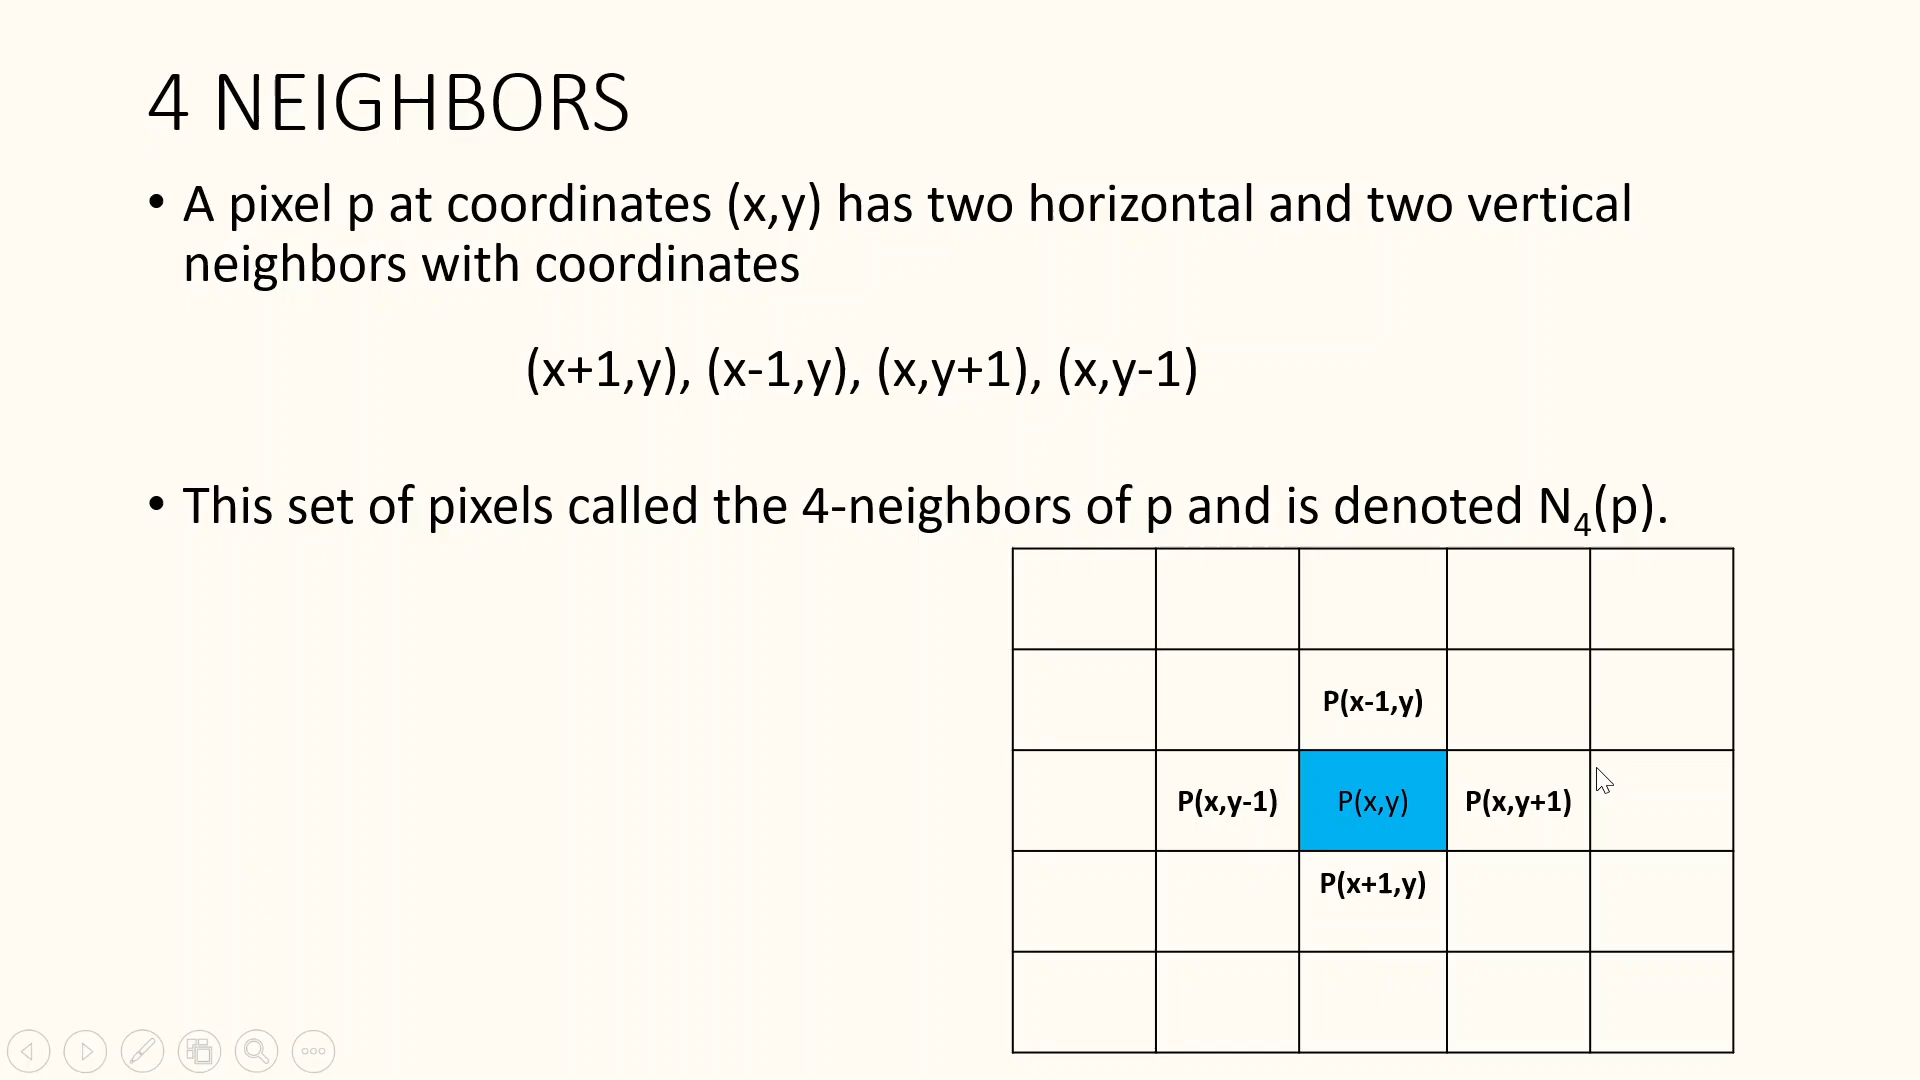 4 NEIGHBORS
• A pixel p at coordinates (x,y) has two horizontal and two vertical
neighbors with coordinates
(x+1,y), (x-1,y), (x,y+1), (x,y-1)
• This set of pixels called the 4-neighbors of p and is denoted N₄(p).
P(x-1,y)
P(x,y-1) P(x,y) P(x,y+1)
P(x+1,y)